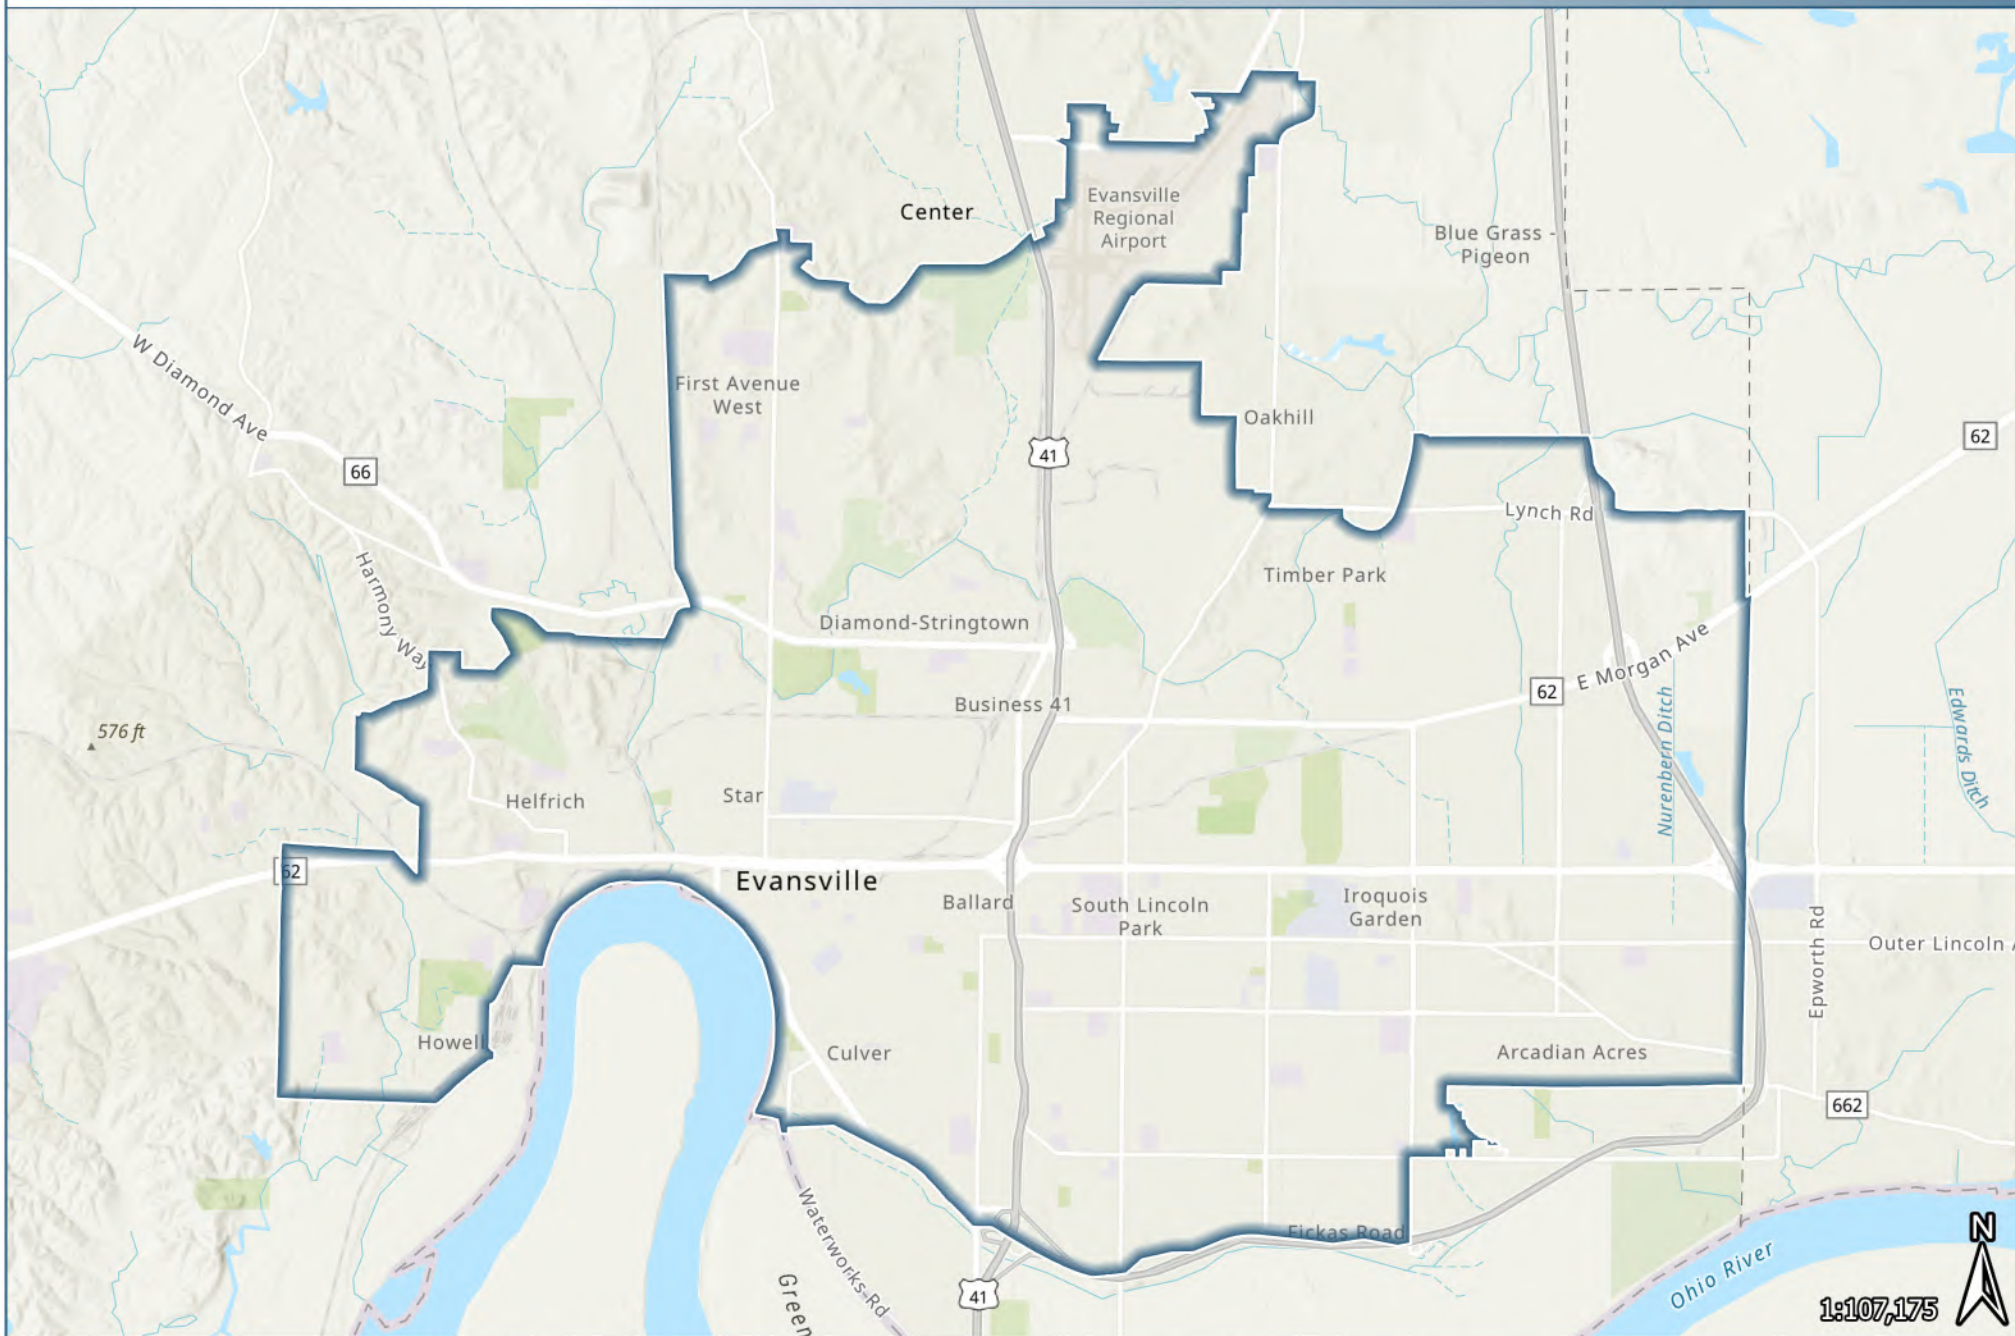 Center
Evansville
Regional
Airport
Blue Grass -
Pigeon
W Diamond Ave
First Avenue
West
Oakhill
41
62
66
Lynch Rd
Harmony Way
Timber Park
Diamond-Stringtown
E Morgan Ave
62
Business 41
Nurenbern Ditch
Edwards Ditch
576 ft
Helfrich
Star
62
Evansville
Ballard
South Lincoln
Park
Iroquois
Garden
Epworth Rd
Outer Lincoln
Howell
Culver
Arcadian Acres
662
Waterworks Rd
Fickas Road
Green
41
Ohio River
N
1:107,175